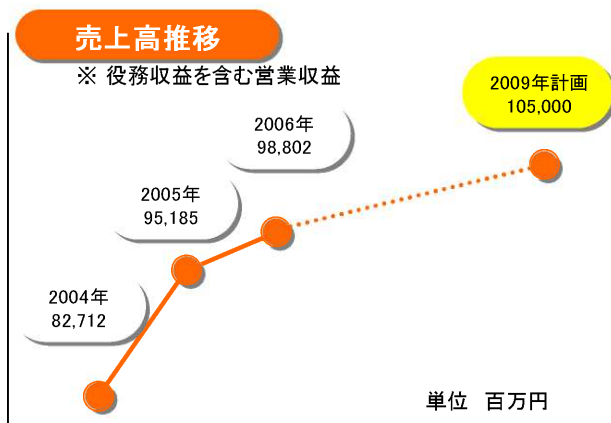 売上高推移
※ 役務収益を含む営業収益
2009年計画
105,000
2006年
98,802
2005年
95,185
2004年
82,712
単位 百万円